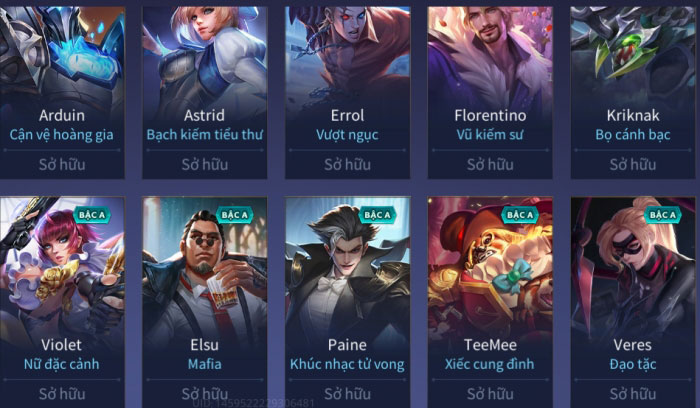 Arduin Astrid Errol Florentino Kriknak
Cận vệ hoàng gia Bạch kiếm tiểu thư Vượt ngục Vũ kiếm sư Bọ cánh bạc
Sở hữu Sở hữu Sở hữu Sở hữu Sở hữu
BẬC A BẬC A BẬC A BẬC A BẬC A
Violet Elsu Paine TeeMee Veres
Nữ đặc cảnh Mafia Khúc nhạc tử vong Xiếc cung đình Đạo tặc
Sở hữu Sở hữu Sở hữu Sở hữu Sở hữu
UID: 1459522229306481